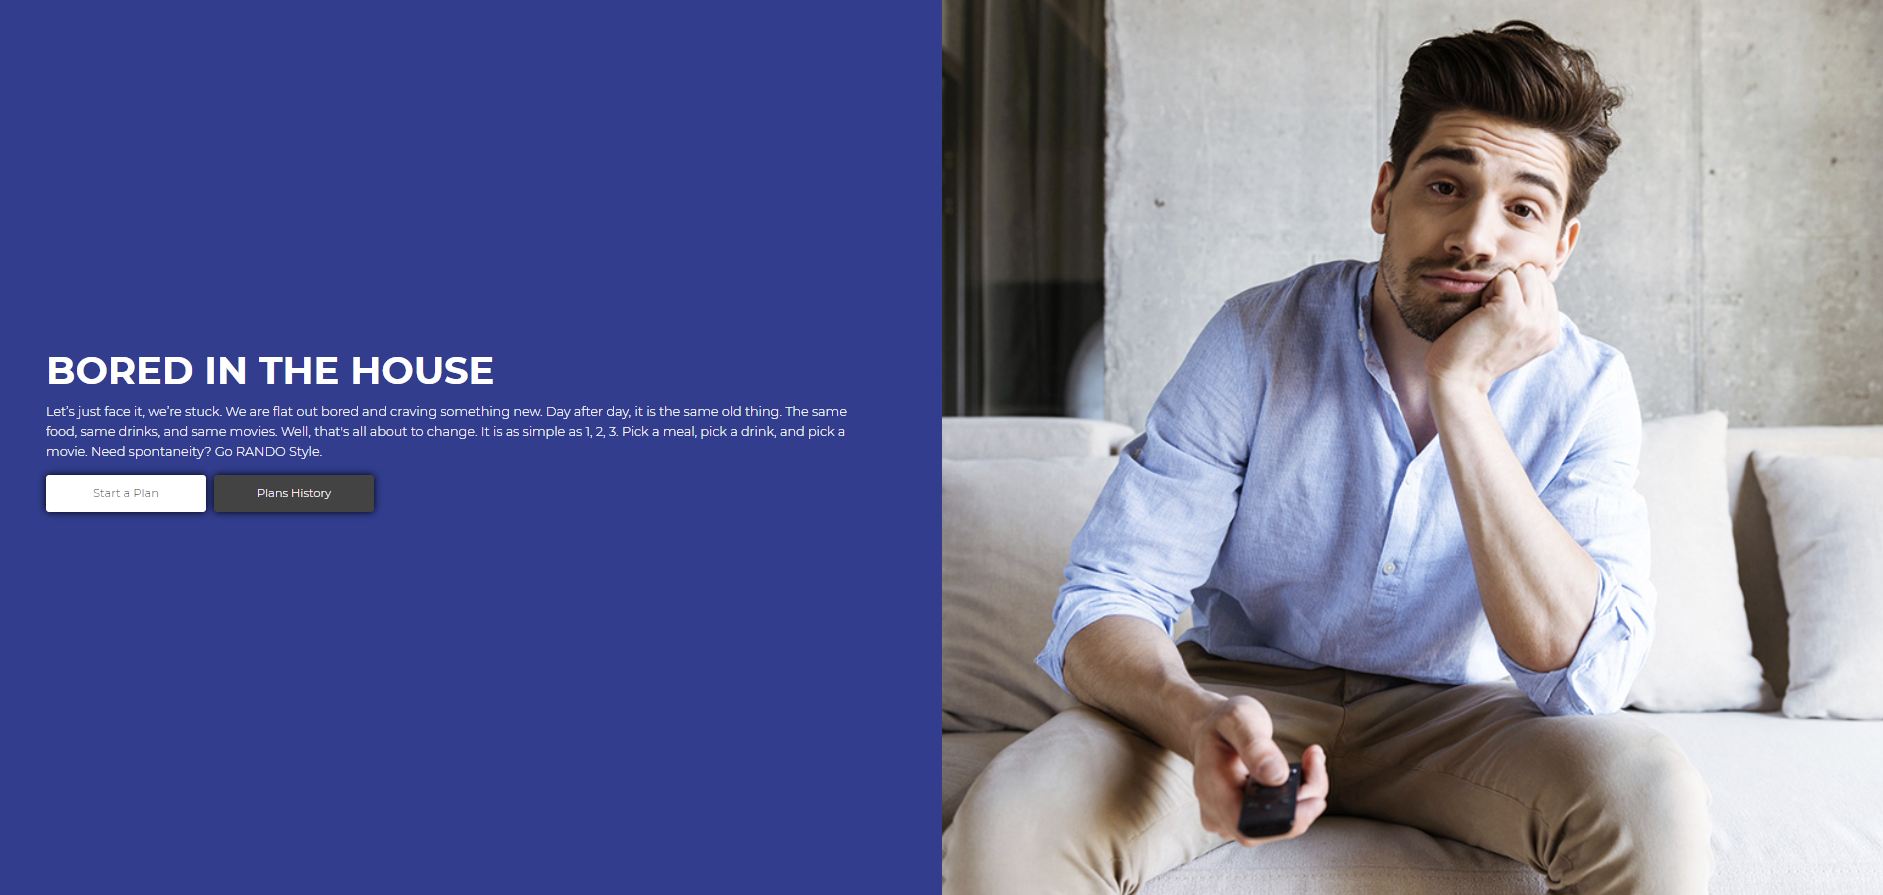 BORED IN THE HOUSE
Let’s just face it, we’re stuck. We are flat out bored and craving something new. Day after day, it is the same old thing. The same
food, same drinks, and same movies. Well, that's all about to change. It is as simple as 1, 2, 3. Pick a meal, pick a drink, and pick a
movie. Need spontaneity? Go RANDO Style.
Start a Plan
Plans History